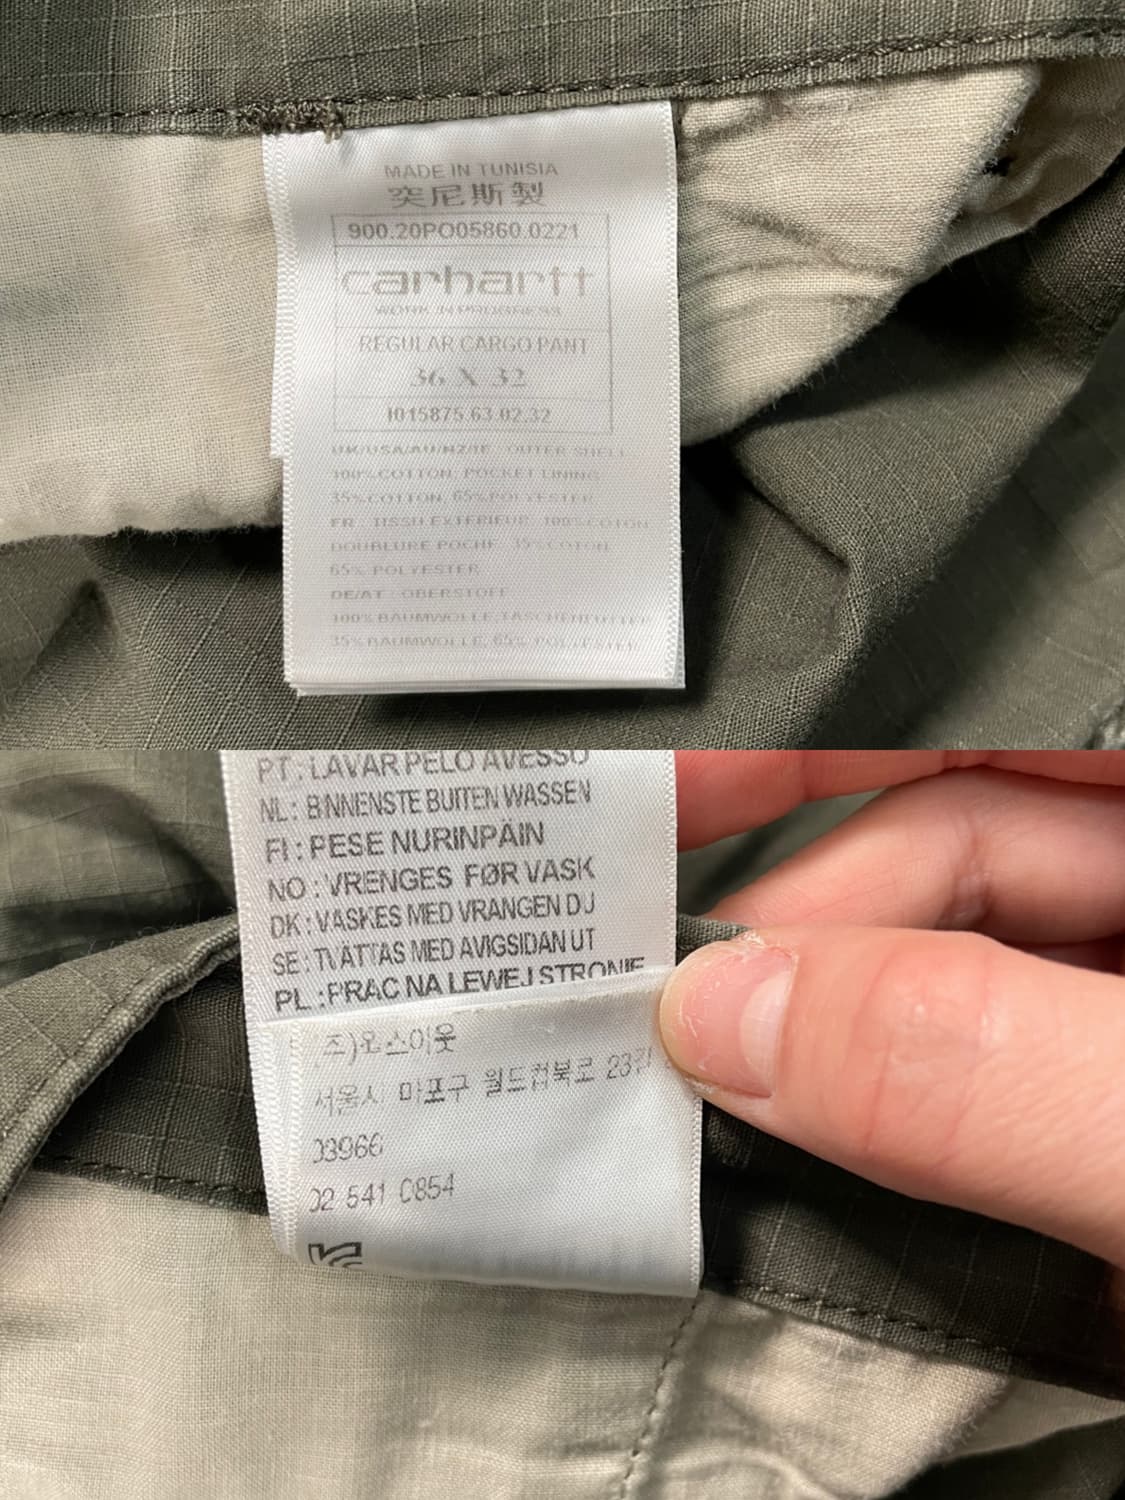 MADE IN TUNISIA
突尼斯製
900.20PO05860.0221
carhartt
WORK IN PROGRESS
REGULAR CARGO PANT
36 X 32
I015875.63.02.32
UK/USA/AU/NZ/IE : OUTER SHELL
100%COTTON, POCKET LINING
35%COTTON, 65%POLYESTER
FR : TISSU EXTERIEUR, 100%COTON
DOUBLURE POCHE, 35%COTON,
65% POLYESTER
DE/AT : OBERSTOFF
100% BAUMWOLLE,TASCHENFUTTER
35%BAUMWOLLE, 65% POLYESTER
PT : LAVAR PELO AVESSO
NL : BINNENSTE BUITEN WASSEN
FI : PESE NURINPÄIN
NO : VRENGES FØR VASK
DK : VASKES MED VRANGEN DU
SE : TVÄTTAS MED AVIGSIDAN UT
PL : PRAC NA LEWEJ STRONIE
주)웍스아웃
서울시 마포구 월드컵북로 23길
03966
02 541 0854